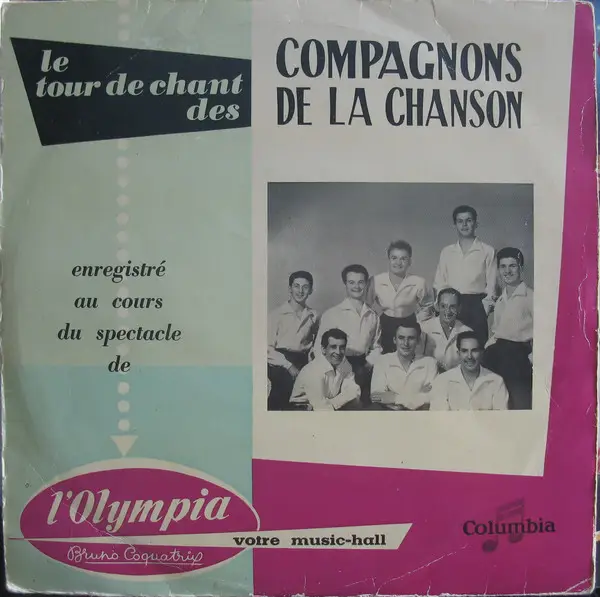 le
tour de chant
des
COMPAGNONS
DE LA CHANSON
enregistré
au cours
du spectacle
de
l'Olympia
Bruno Coquatrix
votre music-hall
Columbia